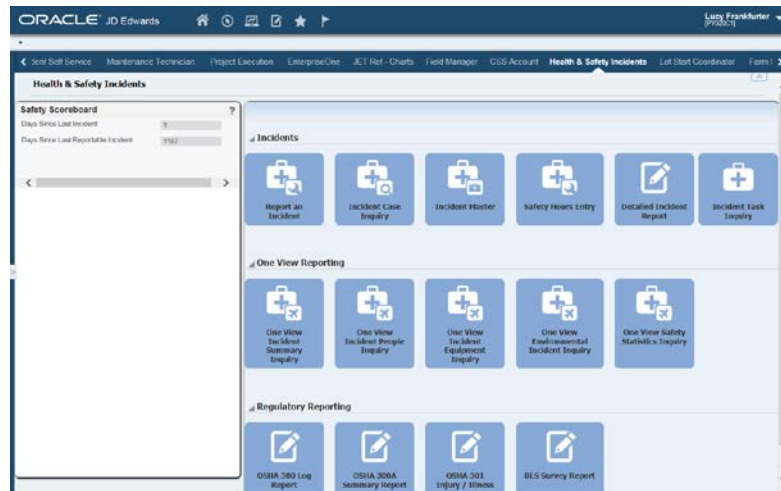 ORACLE JD Edwards
Lucy Frankfurter
[PY920C1]
dent Self Service Maintenance Technician Project Execution EnterpriseOne JET Ref - Charts Field Manager CSS Account Health & Safety Incidents Lot Start Coordinator Form
Health & Safety Incidents
Safety Scoreboard ?
Days Since Last Incident 1
Days Since Last Reportable Incident 1167
Incidents
Report an
Incident
Incident Case
Inquiry
Incident Master
Safety Hours Entry
Detailed Incident
Report
Incident Task
Inquiry
One View Reporting
One View
Incident
Summary
Inquiry
One View
Incident People
Inquiry
One View
Incident
Equipment
Inquiry
One View
Environmental
Incident Inquiry
One View Safety
Statistics Inquiry
Regulatory Reporting
OSHA 300 Log
Report
OSHA 300A
Summary Report
OSHA 301
Injury / Illness
BLS Survey Report